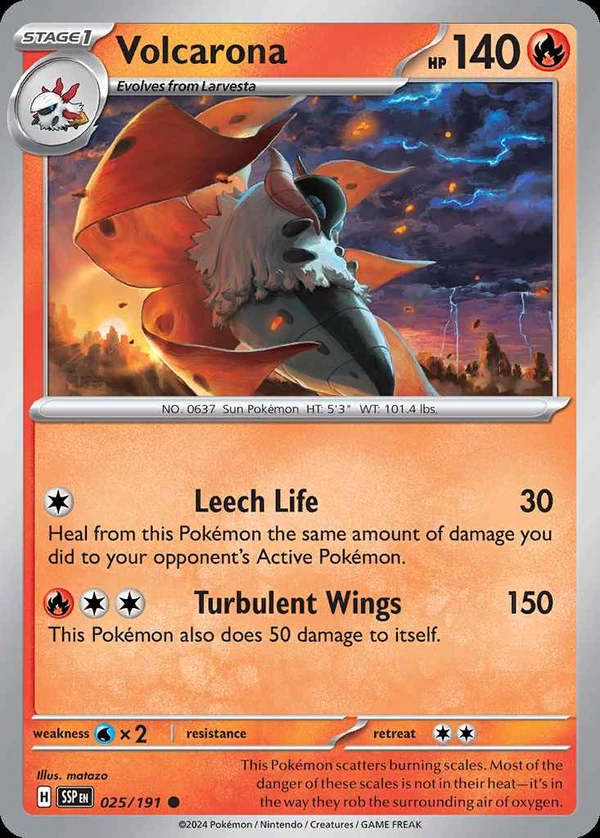 STAGE 1
Volcarona
HP 140
Evolves from Larvesta
NO. 0637 Sun Pokémon HT: 5'3" WT: 101.4 lbs.
Leech Life 30
Heal from this Pokémon the same amount of damage you
did to your opponent's Active Pokémon.
Turbulent Wings 150
This Pokémon also does 50 damage to itself.
weakness ×2 resistance retreat
Illus. matazo
H SSP EN 025/191
This Pokémon scatters burning scales. Most of the
danger of these scales is not in their heat—it's in
the way they rob the surrounding air of oxygen.
©2024 Pokémon / Nintendo / Creatures / GAME FREAK